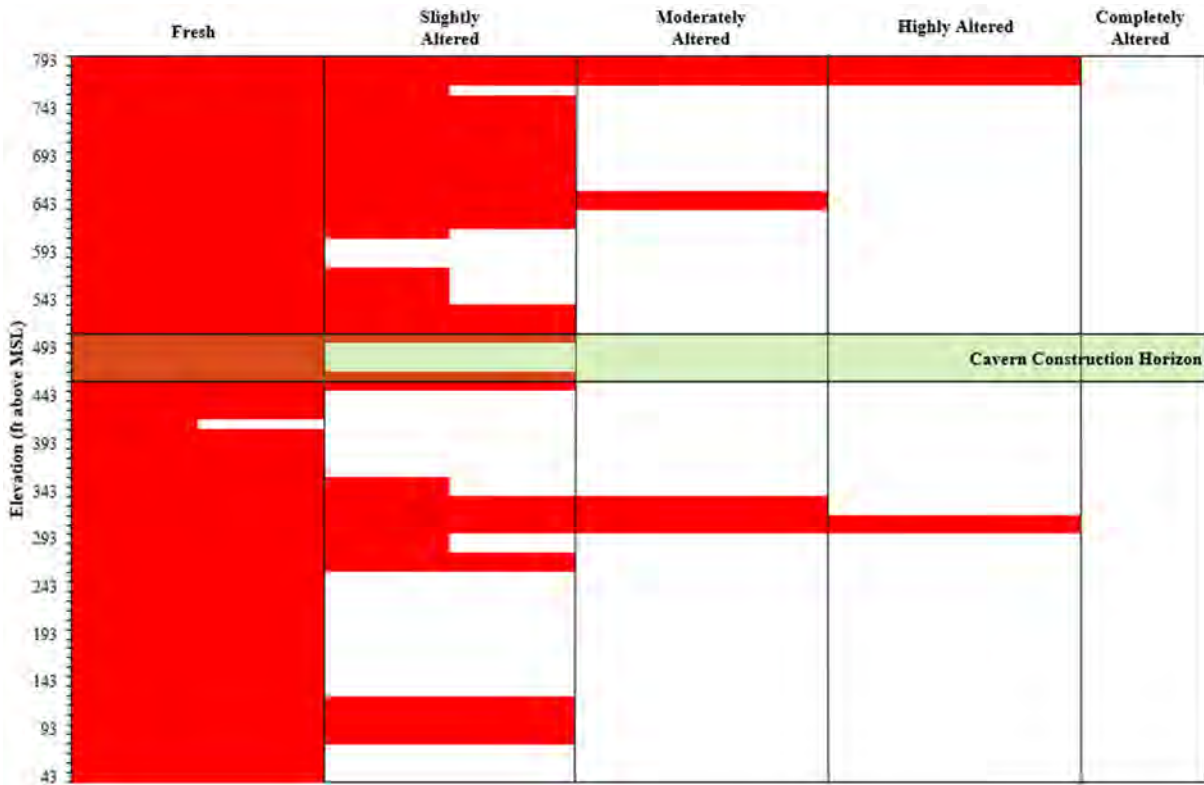 Fresh
Slightly
Altered
Moderately
Altered
Highly Altered
Completely
Altered
793
743
693
643
593
543
493
443
393
343
293
243
193
143
93
43
Elevation (ft above MSL)
Cavern Construction Horizon